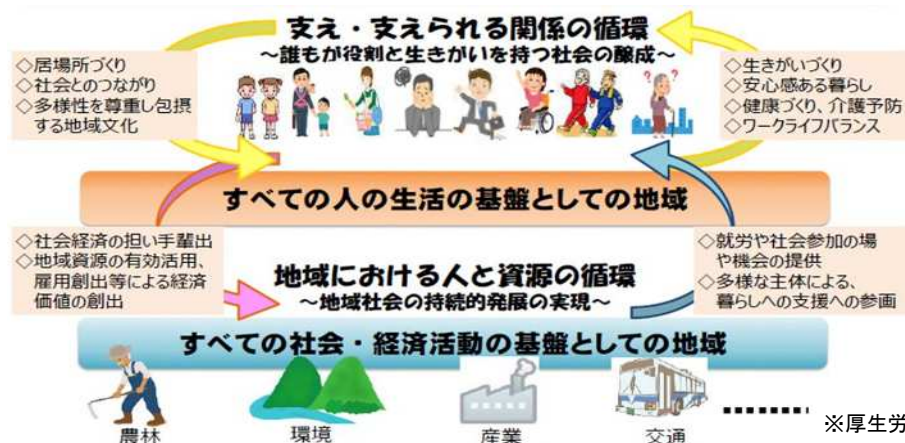 支え・支えられる関係の循環
～誰もが役割と生きがいを持つ社会の醸成～
◇居場所づくり
◇社会とのつながり
◇多様性を尊重し包摂
する地域文化
◇生きがいづくり
◇安心感ある暮らし
◇健康づくり、介護予防
◇ワークライフバランス
すべての人の生活の基盤としての地域
◇社会経済の担い手輩出
◇地域資源の有効活用、
雇用創出等による経済
価値の創出
地域における人と資源の循環
～地域社会の持続的発展の実現～
◇就労や社会参加の場
や機会の提供
◇多様な主体による、
暮らしへの支援への参画
すべての社会・経済活動の基盤としての地域
農林
環境
産業
交通
※厚生労